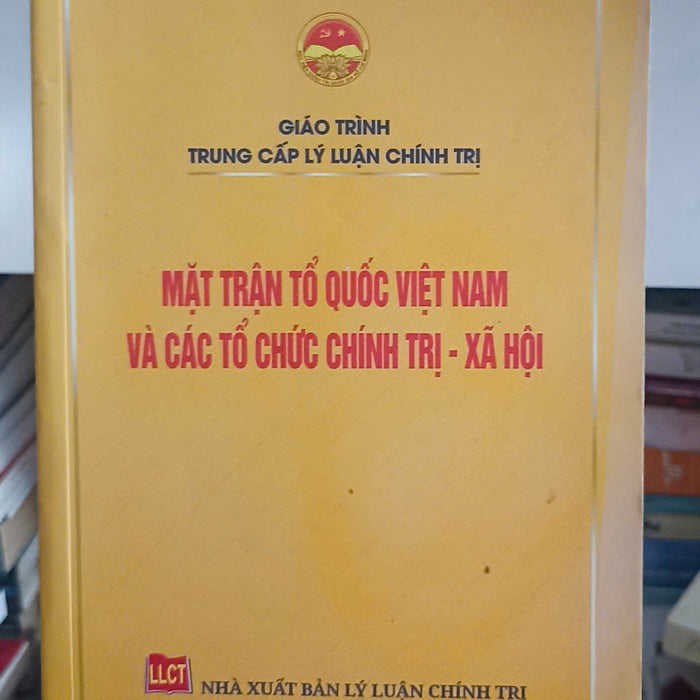 GIÁO TRÌNH
TRUNG CẤP LÝ LUẬN CHÍNH TRỊ
MẶT TRẬN TỔ QUỐC VIỆT NAM
VÀ CÁC TỔ CHỨC CHÍNH TRỊ - XÃ HỘI
LLCT
NHÀ XUẤT BẢN LÝ LUẬN CHÍNH TRỊ